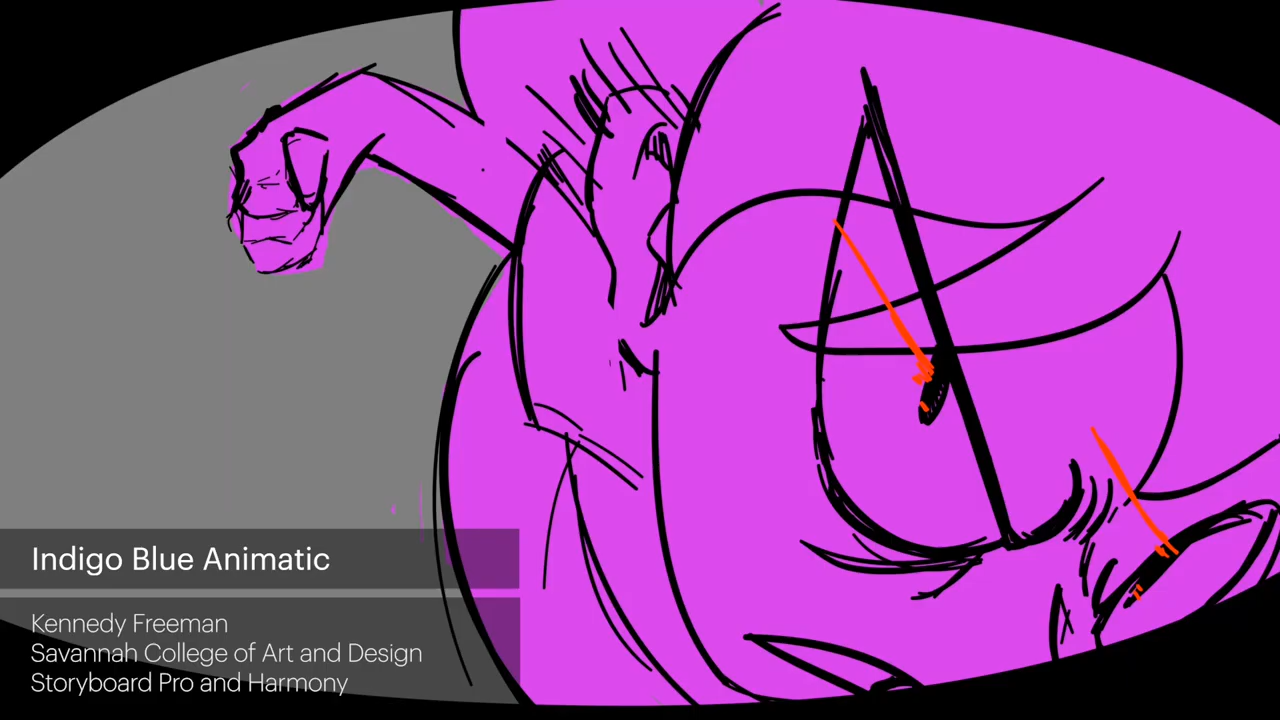 Indigo Blue Animatic
Kennedy Freeman
Savannah College of Art and Design
Storyboard Pro and Harmony